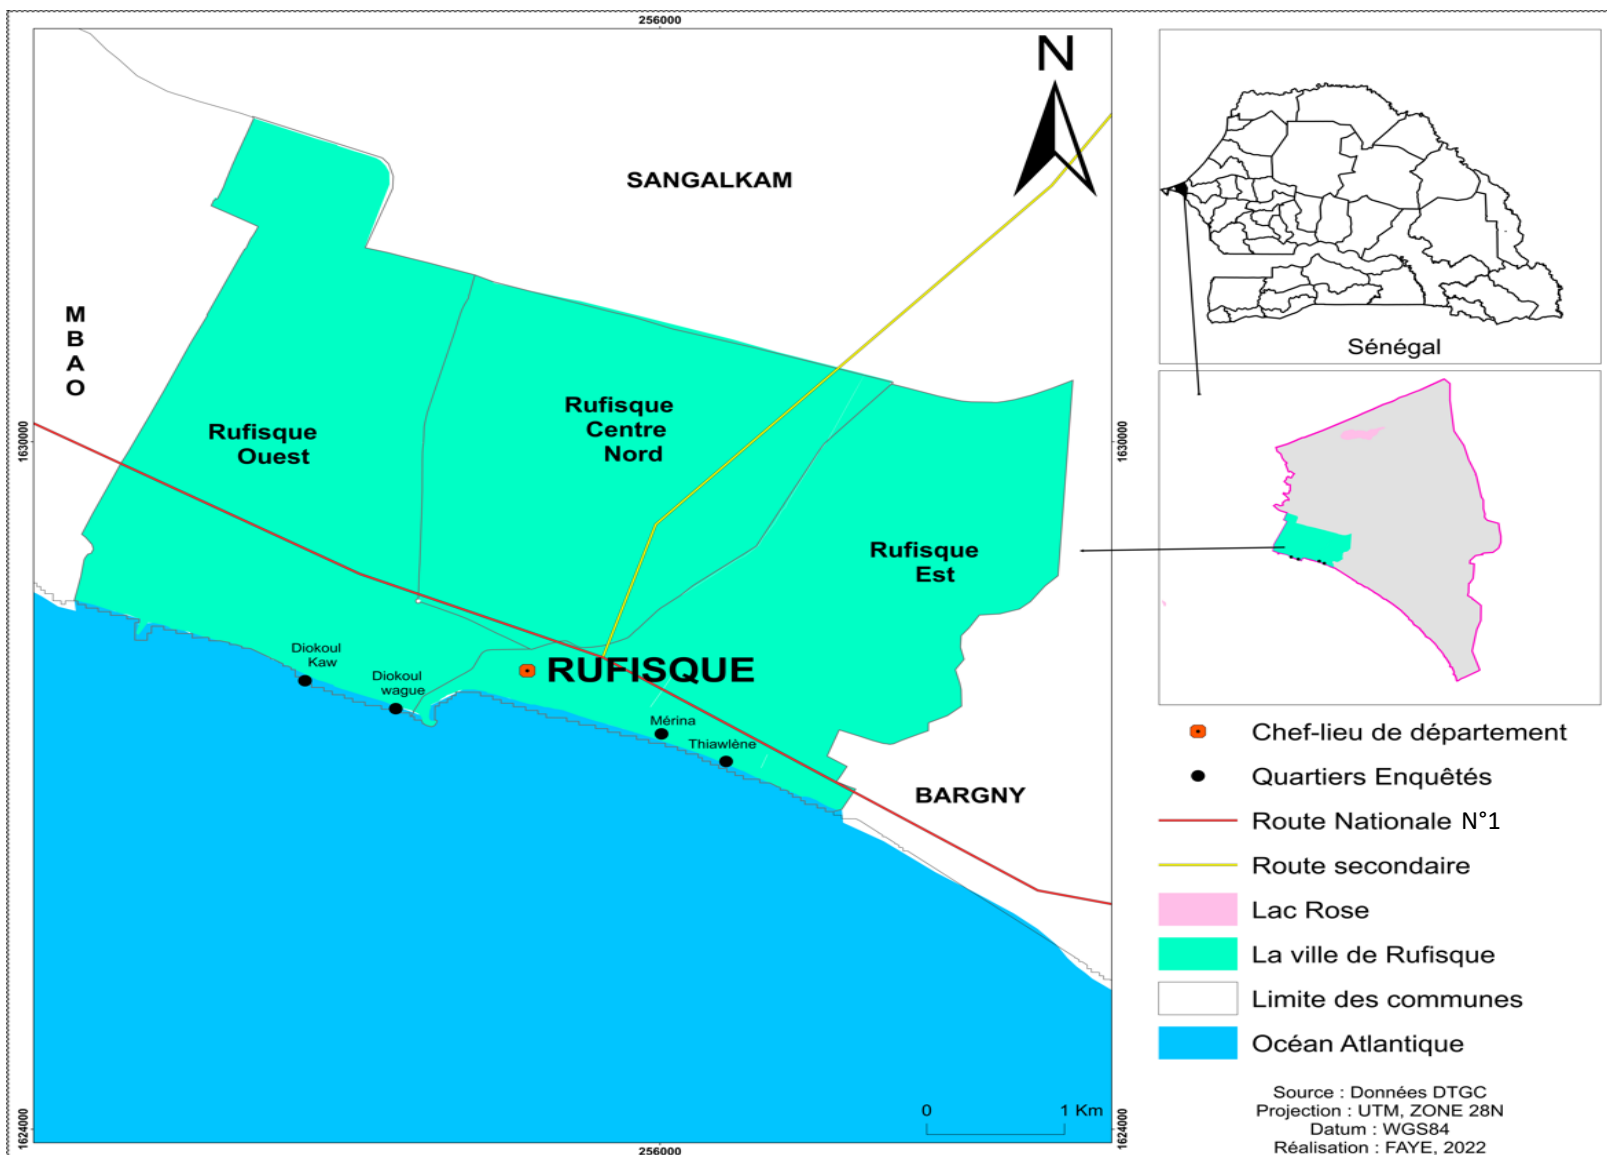 256000
N
SANGALKAM
M
B
A
O
Rufisque
Ouest
Rufisque
Centre
Nord
Rufisque
Est
1630000
1630000
Diokoul
Kaw
Diokoul
wague
RUFISQUE
Mérina
Thiawlène
BARGNY
0 1 Km
1624000
1624000
256000
Sénégal
Chef-lieu de département
Quartiers Enquêtés
Route Nationale N°1
Route secondaire
Lac Rose
La ville de Rufisque
Limite des communes
Océan Atlantique
Source : Données DTGC
Projection : UTM, ZONE 28N
Datum : WGS84
Réalisation : FAYE, 2022